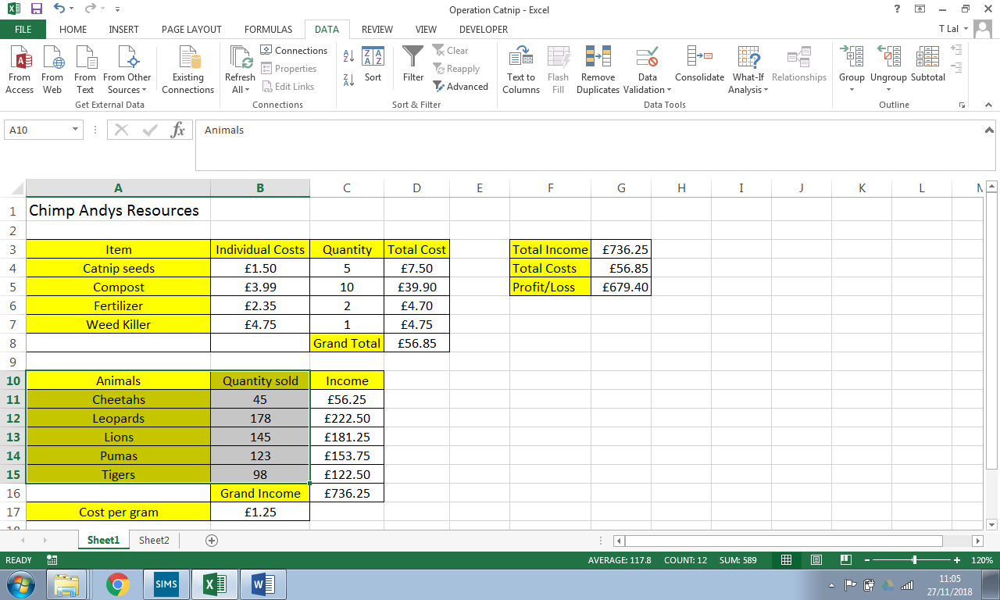 Operation Catnip - Excel
?
FILE HOME INSERT PAGE LAYOUT FORMULAS DATA REVIEW VIEW DEVELOPER T Lal
From Access From Web From Text From Other Sources Existing Connections Refresh All Connections Properties Edit Links Sort Filter Clear Reapply Advanced Text to Columns Flash Fill Remove Duplicates Data Validation Consolidate What-If Analysis Relationships Group Ungroup Subtotal
Get External Data Connections Sort & Filter Data Tools Outline
A10 fx Animals
A B C D E F G H I J K L
1 Chimp Andys Resources
2
3 Item Individual Costs Quantity Total Cost Total Income £736.25
4 Catnip seeds £1.50 5 £7.50 Total Costs £56.85
5 Compost £3.99 10 £39.90 Profit/Loss £679.40
6 Fertilizer £2.35 2 £4.70
7 Weed Killer £4.75 1 £4.75
8 Grand Total £56.85
9
10 Animals Quantity sold Income
11 Cheetahs 45 £56.25
12 Leopards 178 £222.50
13 Lions 145 £181.25
14 Pumas 123 £153.75
15 Tigers 98 £122.50
16 Grand Income £736.25
17 Cost per gram £1.25
Sheet1 Sheet2
READY AVERAGE: 117.8 COUNT: 12 SUM: 589 120%
SIMS 11:05
27/11/2018